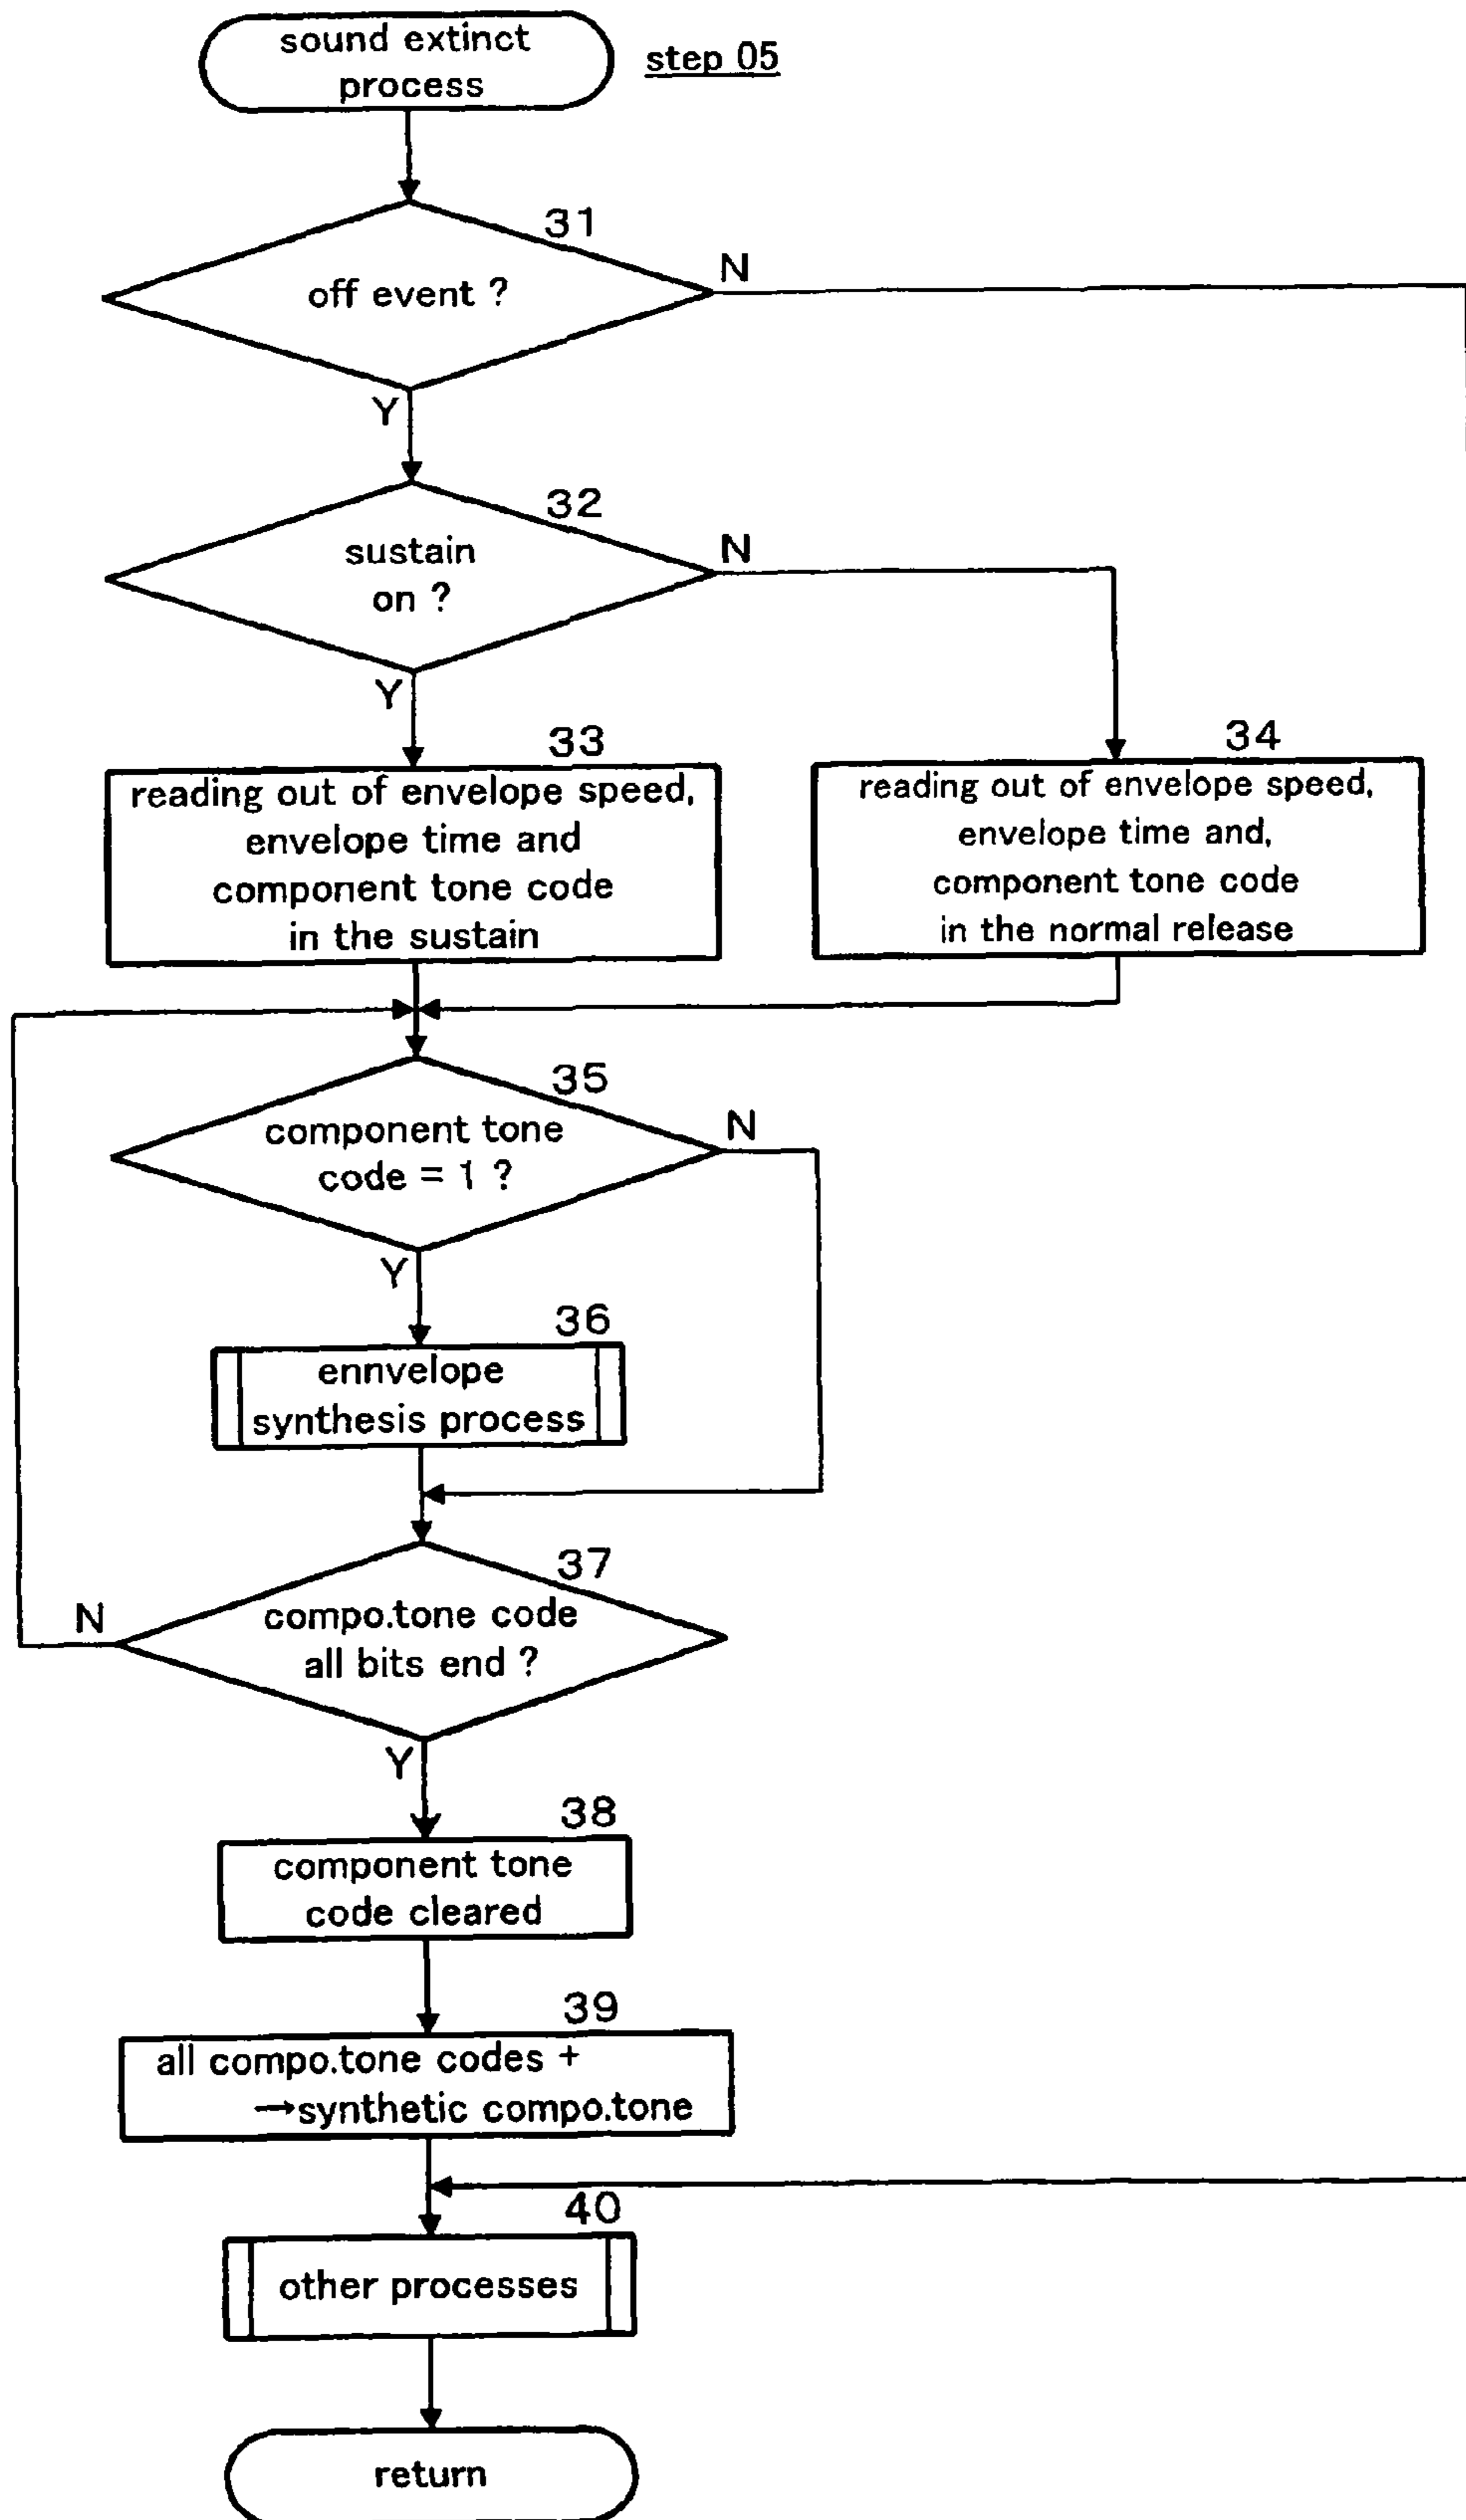 sound extinct
process
step 05
31
off event ?
N
Y
32
sustain
on ?
N
Y
33
reading out of envelope speed,
envelope time and
component tone code
in the sustain
34
reading out of envelope speed,
envelope time and,
component tone code
in the normal release
35
component tone
code = 1 ?
N
Y
36
ennvelope
synthesis process
37
compo.tone code
all bits end ?
N
Y
38
component tone
code cleared
39
all compo.tone codes +
→synthetic compo.tone
40
other processes
return